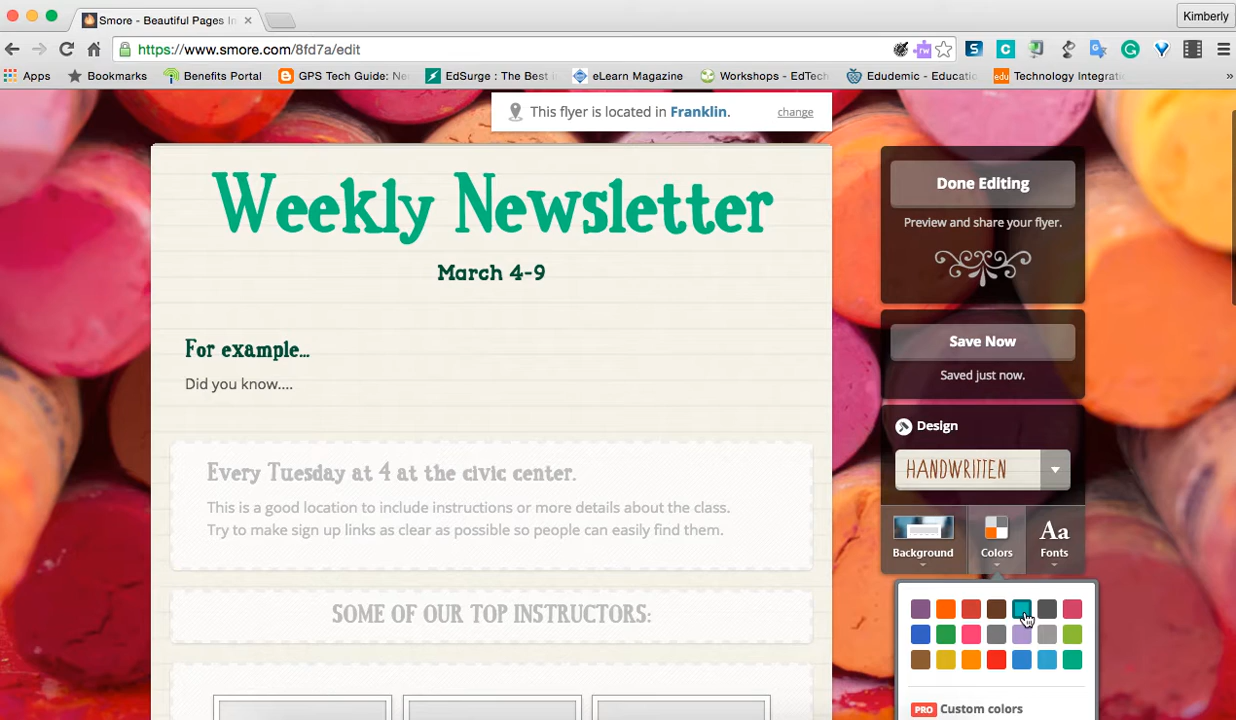 Smore - Beautiful Pages In
Kimberly
https://www.smore.com/8fd7a/edit
Apps
Bookmarks
Benefits Portal
GPS Tech Guide: Ne
EdSurge : The Best is
eLearn Magazine
Workshops - EdTech
Edudemic - Educatio
Technology Integrati
This flyer is located in Franklin.
change
Weekly Newsletter
March 4-9
For example...
Did you know....
Every Tuesday at 4 at the civic center.
This is a good location to include instructions or more details about the class.
Try to make sign up links as clear as possible so people can easily find them.
SOME OF OUR TOP INSTRUCTORS:
Done Editing
Preview and share your flyer.
Save Now
Saved just now.
Design
HANDWRITTEN
Background
Colors
Aa
Fonts
PRO Custom colors